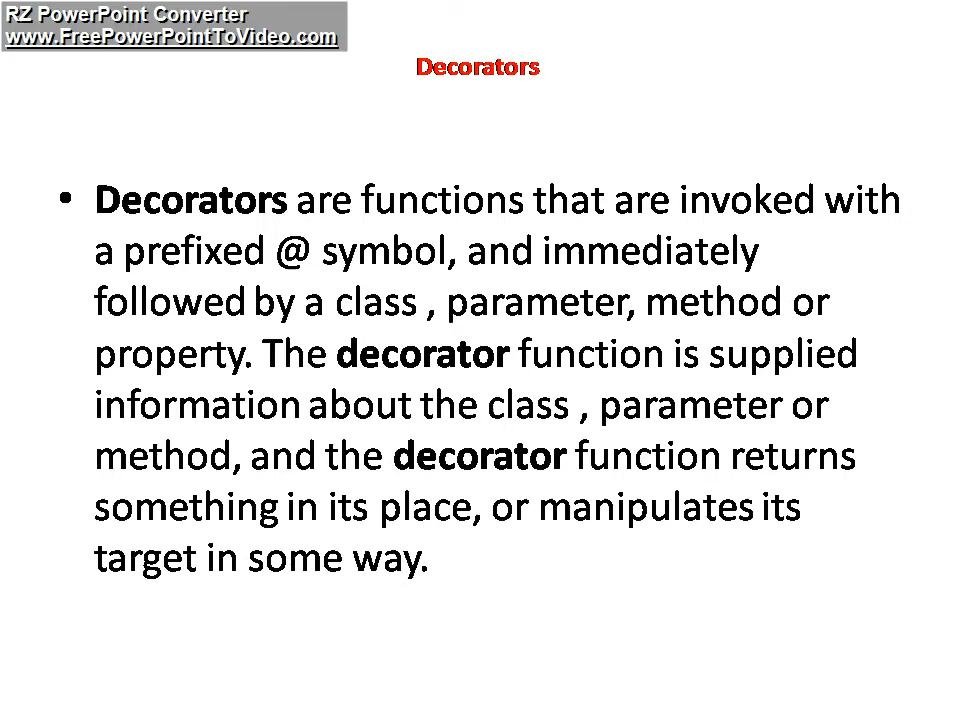 RZ PowerPoint Converter
www.FreePowerPointToVideo.com
Decorators
• Decorators are functions that are invoked with
a prefixed @ symbol, and immediately
followed by a class , parameter, method or
property. The decorator function is supplied
information about the class , parameter or
method, and the decorator function returns
something in its place, or manipulates its
target in some way.